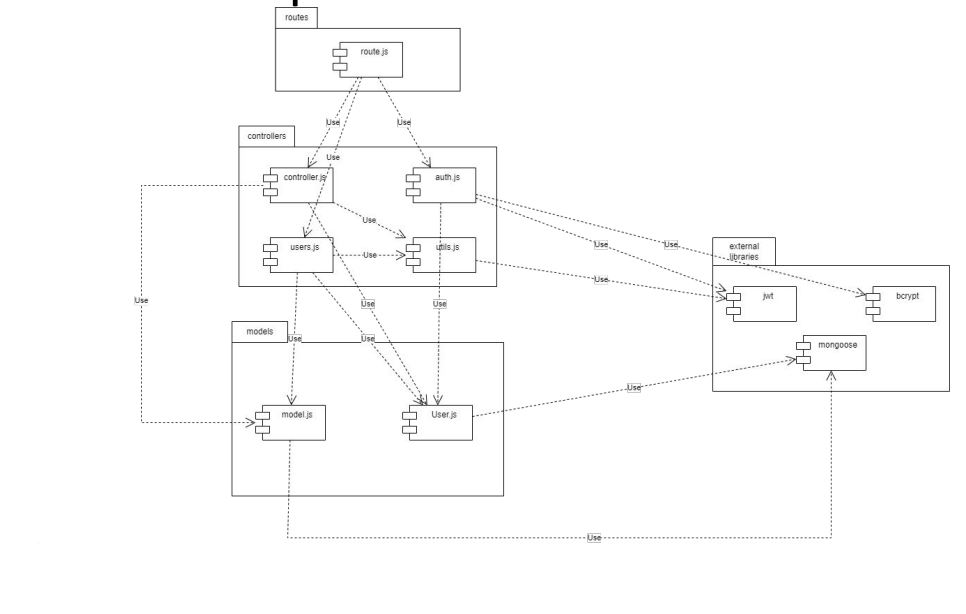 routes
route.js
Use
Use
controllers
Use
controller.js
auth.js
Use
users.js
Use
utils.js
Use
Use
external
libraries
Use
jwt
bcrypt
Use
Use
Use
models
Use
Use
mongoose
Use
model.js
User.js
Use